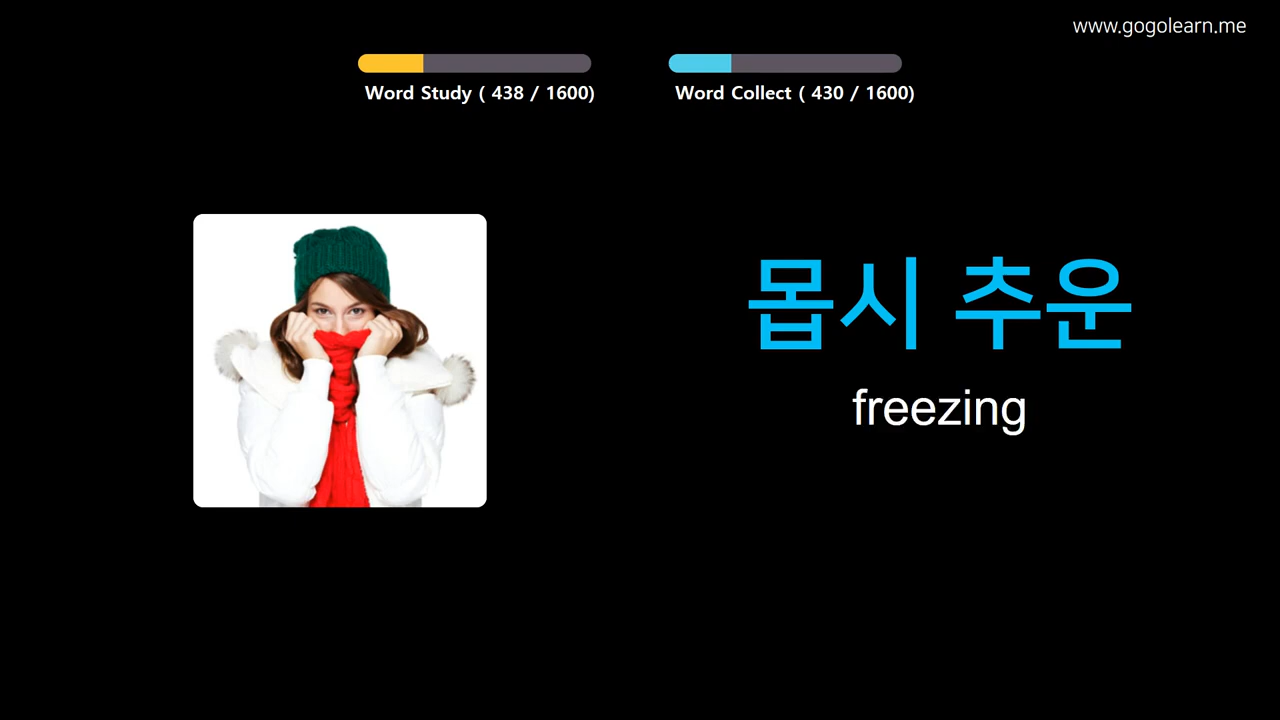 www.gogolearn.me
Word Study ( 438 / 1600)
Word Collect ( 430 / 1600)
몹시 추운
freezing